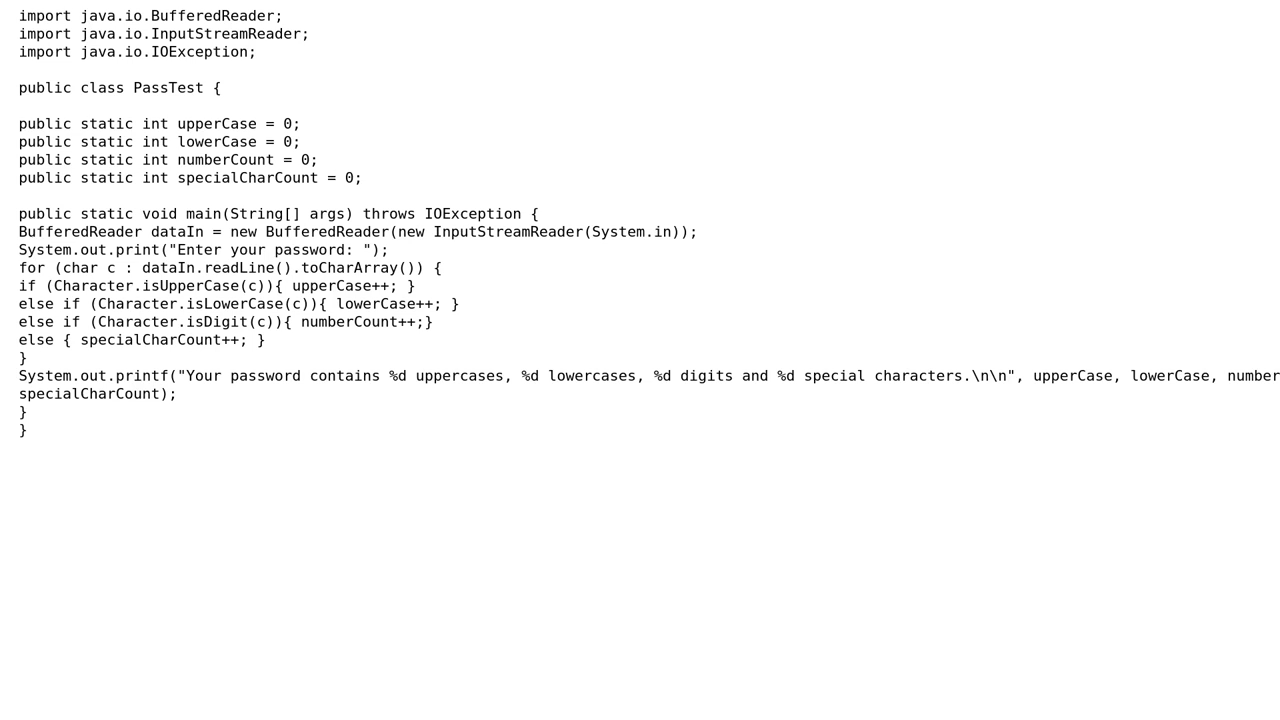 import java.io.BufferedReader;
import java.io.InputStreamReader;
import java.io.IOException;
public class PassTest {
public static int upperCase = 0;
public static int lowerCase = 0;
public static int numberCount = 0;
public static int specialCharCount = 0;
public static void main(String[] args) throws IOException {
BufferedReader dataIn = new BufferedReader(new InputStreamReader(System.in));
System.out.print("Enter your password: ");
for (char c : dataIn.readLine().toCharArray()) {
if (Character.isUpperCase(c)){ upperCase++; }
else if (Character.isLowerCase(c)){ lowerCase++; }
else if (Character.isDigit(c)){ numberCount++;}
else { specialCharCount++; }
}
System.out.printf("Your password contains %d uppercases, %d lowercases, %d digits and %d special characters.\n\n", upperCase, lowerCase, number
specialCharCount);
}
}